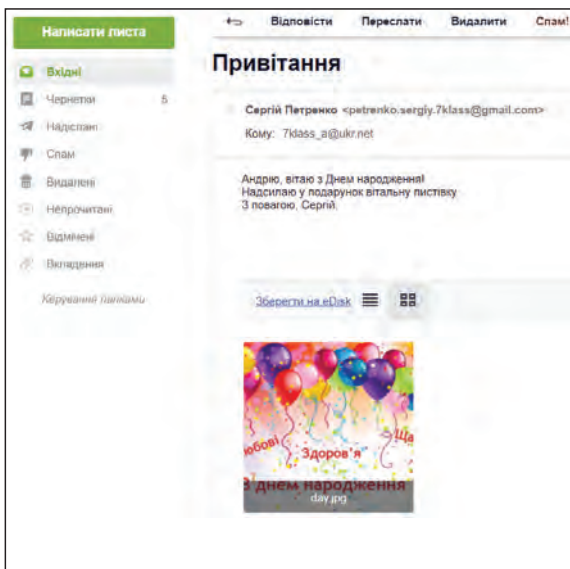 Написати листа
Вхідні
Чернетки 5
Надіслані
Спам
Видалені
Непрочитані
Відмічені
Вкладення
Керування папками
Відповісти Переслати Видалити Спам!
Привітання
Сергій Петренко <petrenko.sergiy.7klass@gmail.com>
Кому: 7klass_a@ukr.net
Андрію, вітаю з Днем народження!
Надсилаю у подарунок вітальну листівку
З повагою, Сергій.
Зберегти на eDisk
юбові Здоров'я Ща
З днем народження
day.jpg